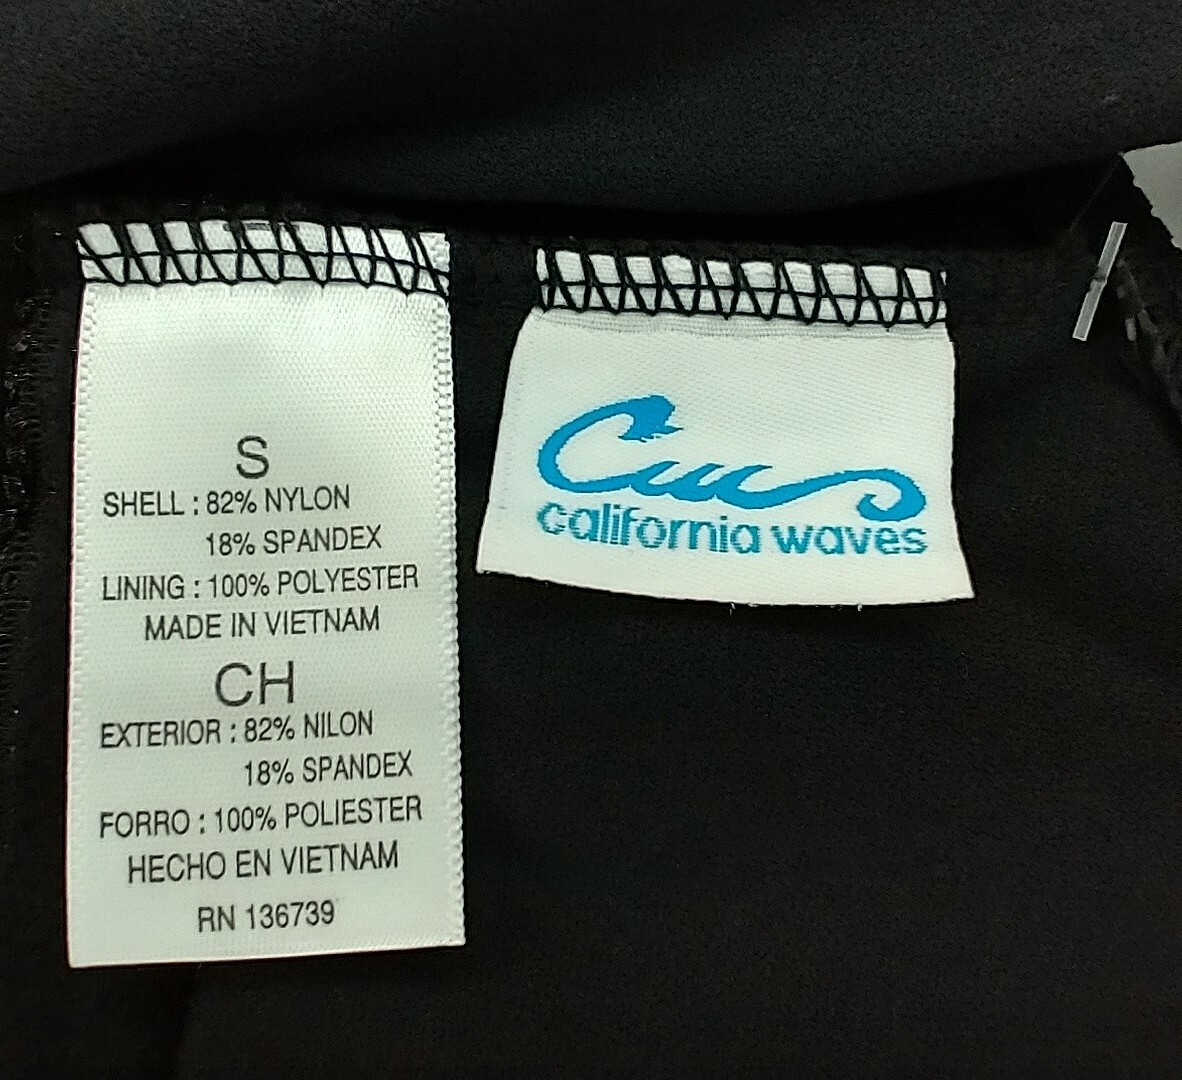 S
SHELL : 82% NYLON
18% SPANDEX
LINING : 100% POLYESTER
MADE IN VIETNAM
CH
EXTERIOR : 82% NILON
18% SPANDEX
FORRO : 100% POLIESTER
HECHO EN VIETNAM
RN 136739
Cw
california waves